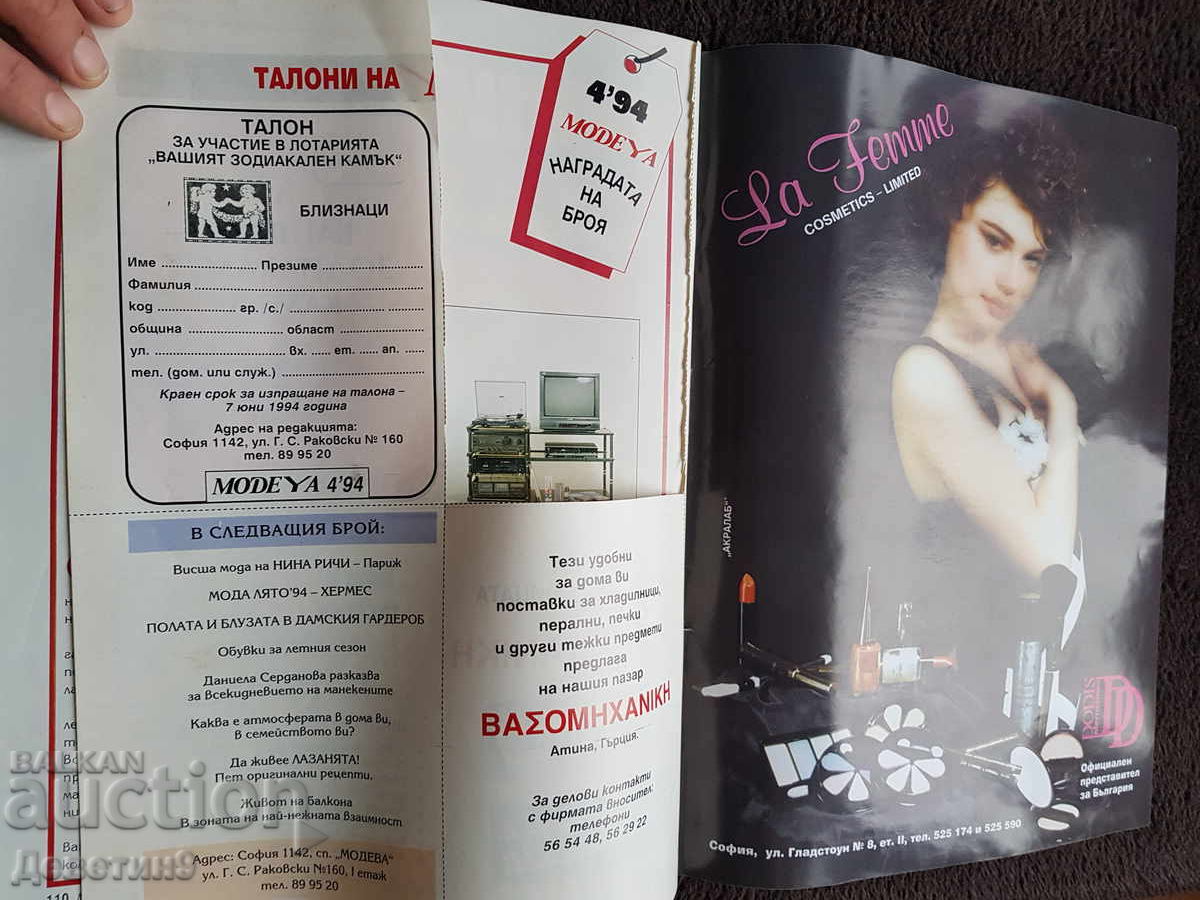 ТАЛОНИ НА
ТАЛОН
ЗА УЧАСТИЕ В ЛОТАРИЯТА
„ВАШИЯТ ЗОДИАКАЛЕН КАМЪК“
БЛИЗНАЦИ
Име .................... Презиме ....................
Фамилия ....................
код .................... гр. /с./ ....................
община .................... област ....................
ул. .................... вх. ...... ет. ...... ап. ......
тел. (дом. или служ.) ....................
Краен срок за изпращане на талона –
7 юни 1994 година
Адрес на редакцията:
София 1142, ул. Г. С. Раковски № 160
тел. 89 95 20
MODEVA 4'94
В СЛЕДВАЩИЯ БРОЙ:
Висша мода на НИНА РИЧИ – Париж
МОДА ЛЯТО'94 – ХЕРМЕС
ПОЛАТА И БЛУЗАТА В ДАМСКИЯ ГАРДЕРОБ
Обувки за летния сезон
Даниела Серданова разказва
за всекидневието на манекените
Каква е атмосферата в дома ви,
в семейството ви?
Да живее ЛАЗАНЯТА!
Пет оригинални рецепти.
Живот на балкона
В зоната на най-нежната взаимност
Адрес: София 1142, сп. „МОДЕВА“
ул. Г. С. Раковски №160, I етаж
тел. 89 95 20
4'94
MODEVA
НАГРАДАТА
НА
БРОЯ
Тези удобни
за дома ви
поставки за хладилници,
перални, печки
и други тежки предмети
предлага
на нашия пазар
ΒΑΣΟΜΗΧΑΝΙΚΗ
Атина, Гърция.
За делови контакти
с фирмата вносител:
телефони
56 54 48, 56 29 22
La Femme
COSMETICS – LIMITED
"АКРАЛАБ"
DODIS
Официален
представител
за България
София, ул. Гладстоун № 8, ет. II, тел. 525 174 и 525 590
BALKAN
auction
Деветин9